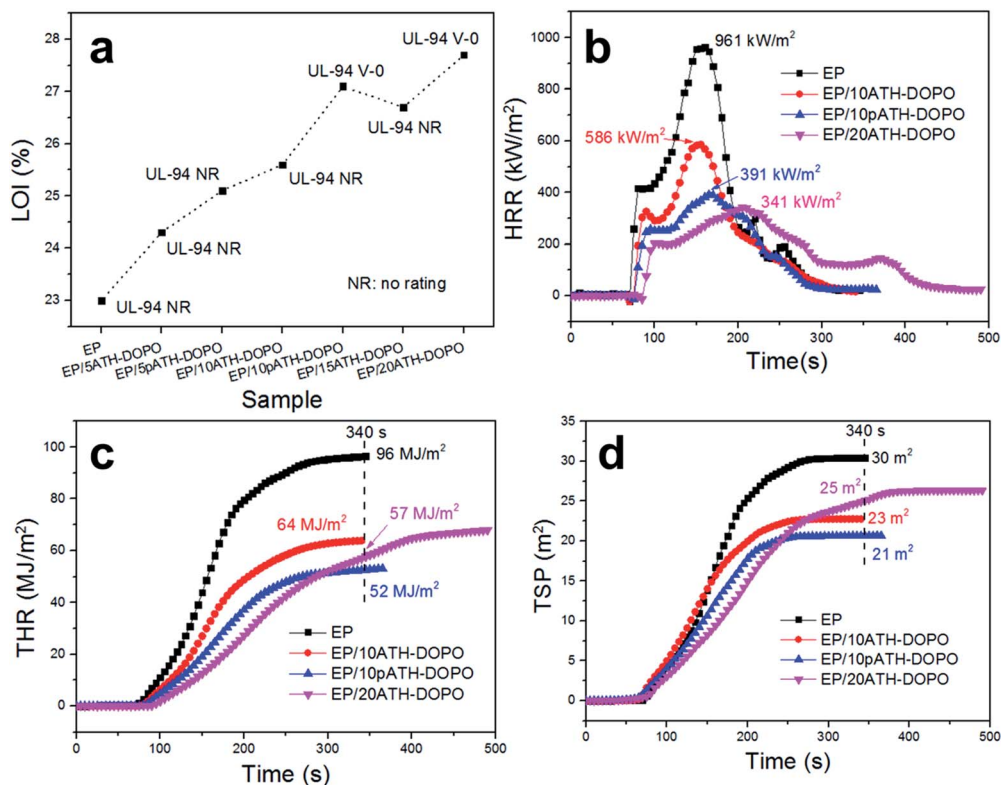 a
LOI (%)
28
27
26
25
24
23
UL-94 V-0
UL-94 V-0
UL-94 NR
UL-94 NR
UL-94 NR
UL-94 NR
UL-94 NR
NR: no rating
EP
EP/5ATH-DOPO
EP/5pATH-DOPO
EP/10ATH-DOPO
EP/10pATH-DOPO
EP/15ATH-DOPO
EP/20ATH-DOPO
Sample
b
HRR (kW/m²)
1000
800
600
400
200
0
961 kW/m²
586 kW/m²
391 kW/m²
341 kW/m²
EP
EP/10ATH-DOPO
EP/10pATH-DOPO
EP/20ATH-DOPO
0 100 200 300 400 500
Time(s)
c
THR (MJ/m²)
100
80
60
40
20
0
340 s
96 MJ/m²
64 MJ/m²
57 MJ/m²
52 MJ/m²
EP
EP/10ATH-DOPO
EP/10pATH-DOPO
EP/20ATH-DOPO
0 100 200 300 400 500
Time (s)
d
TSP (m²)
35
30
25
20
15
10
5
0
340 s
30 m²
25 m²
23 m²
21 m²
EP
EP/10ATH-DOPO
EP/10pATH-DOPO
EP/20ATH-DOPO
0 100 200 300 400 500
Time (s)